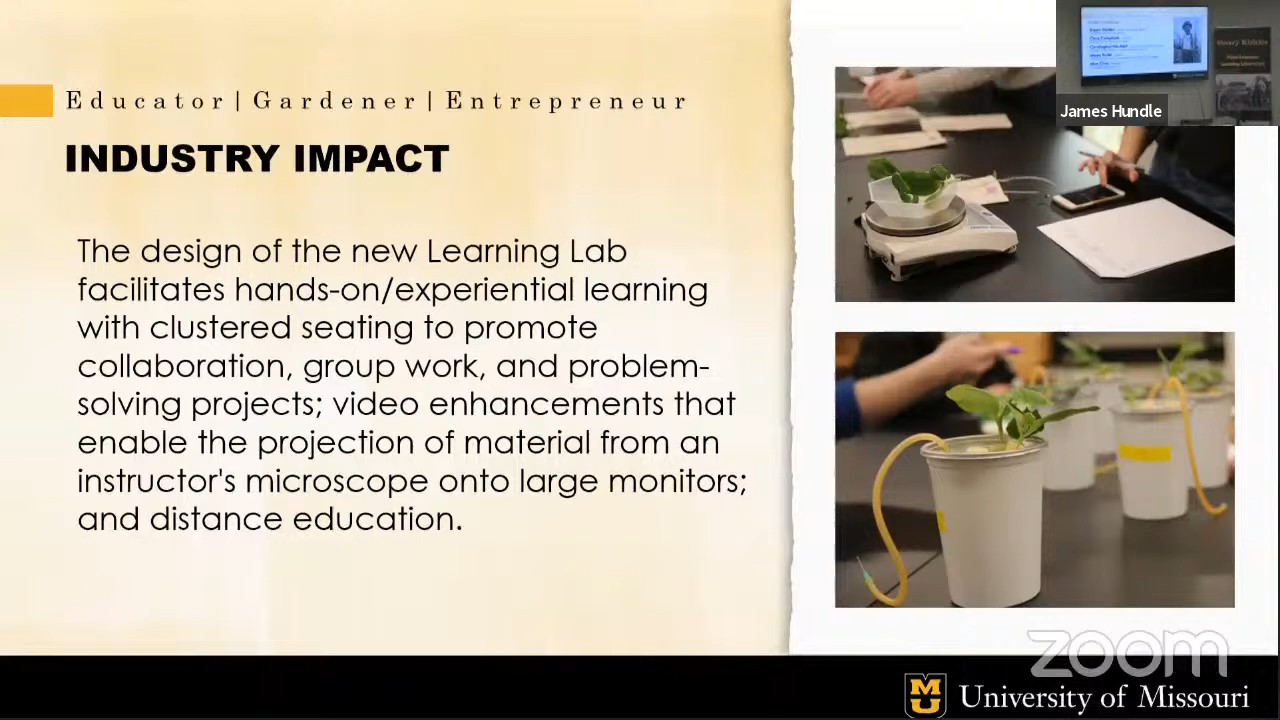 Educator|Gardener|Entrepreneur
INDUSTRY IMPACT
The design of the new Learning Lab
facilitates hands-on/experiential learning
with clustered seating to promote
collaboration, group work, and problem-
solving projects; video enhancements that
enable the projection of material from an
instructor's microscope onto large monitors;
and distance education.
James Hundle
zoom
MU
University of Missouri